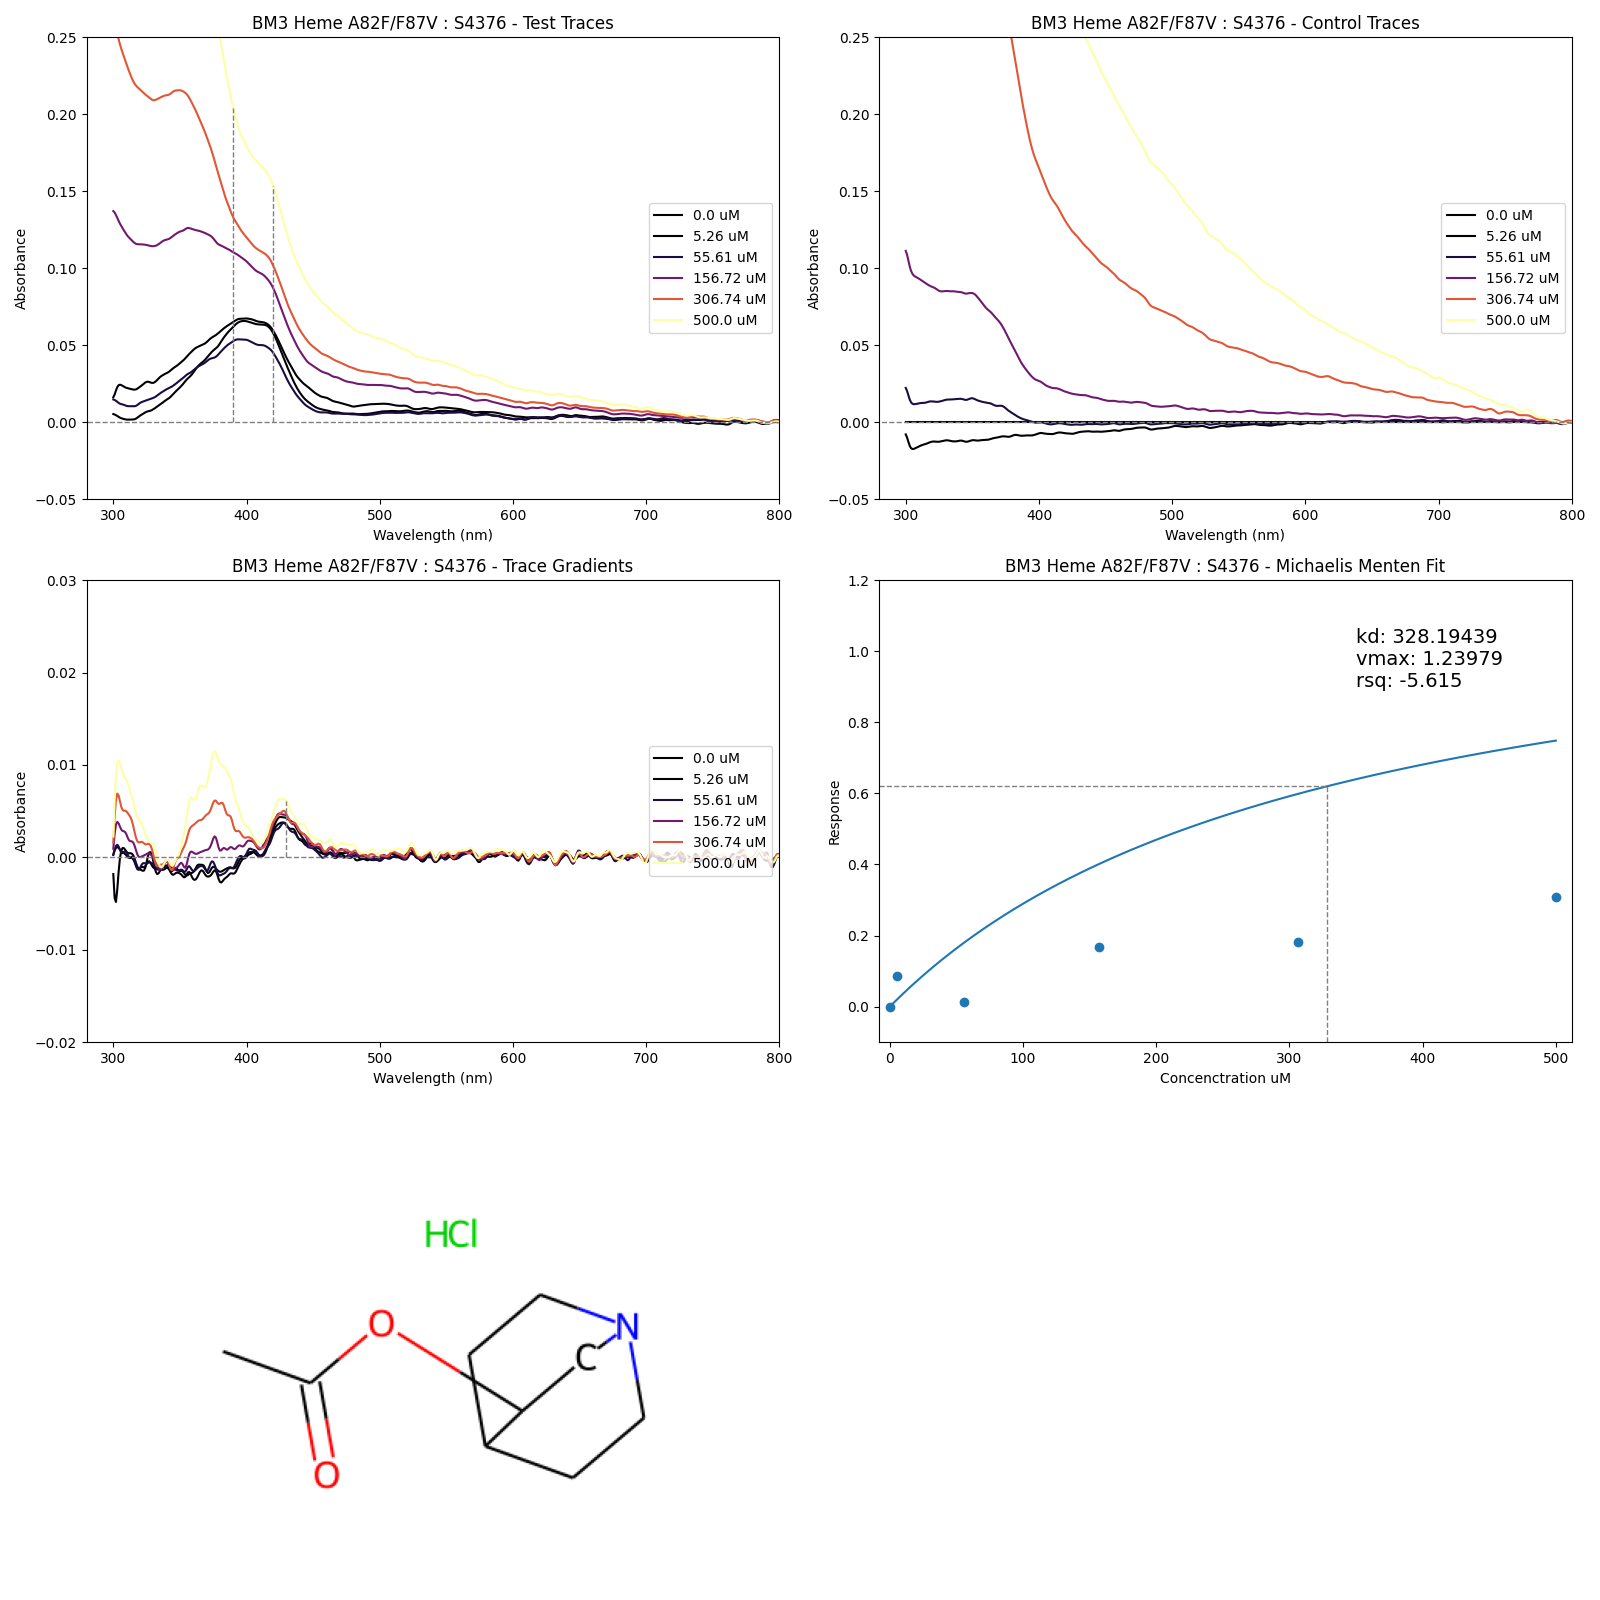 BM3 Heme A82F/F87V : S4376 - Test Traces
0.25
0.20
0.15
0.10
0.05
0.00
−0.05
Absorbance
300 400 500 600 700 800
Wavelength (nm)
0.0 uM
5.26 uM
55.61 uM
156.72 uM
306.74 uM
500.0 uM
BM3 Heme A82F/F87V : S4376 - Control Traces
0.25
0.20
0.15
0.10
0.05
0.00
−0.05
Absorbance
300 400 500 600 700 800
Wavelength (nm)
0.0 uM
5.26 uM
55.61 uM
156.72 uM
306.74 uM
500.0 uM
BM3 Heme A82F/F87V : S4376 - Trace Gradients
0.03
0.02
0.01
0.00
−0.01
−0.02
Absorbance
300 400 500 600 700 800
Wavelength (nm)
0.0 uM
5.26 uM
55.61 uM
156.72 uM
306.74 uM
500.0 uM
BM3 Heme A82F/F87V : S4376 - Michaelis Menten Fit
1.2
1.0
0.8
0.6
0.4
0.2
0.0
Response
0 100 200 300 400 500
Concenctration uM
kd: 328.19439
vmax: 1.23979
rsq: -5.615
HCl
O
N
C
O